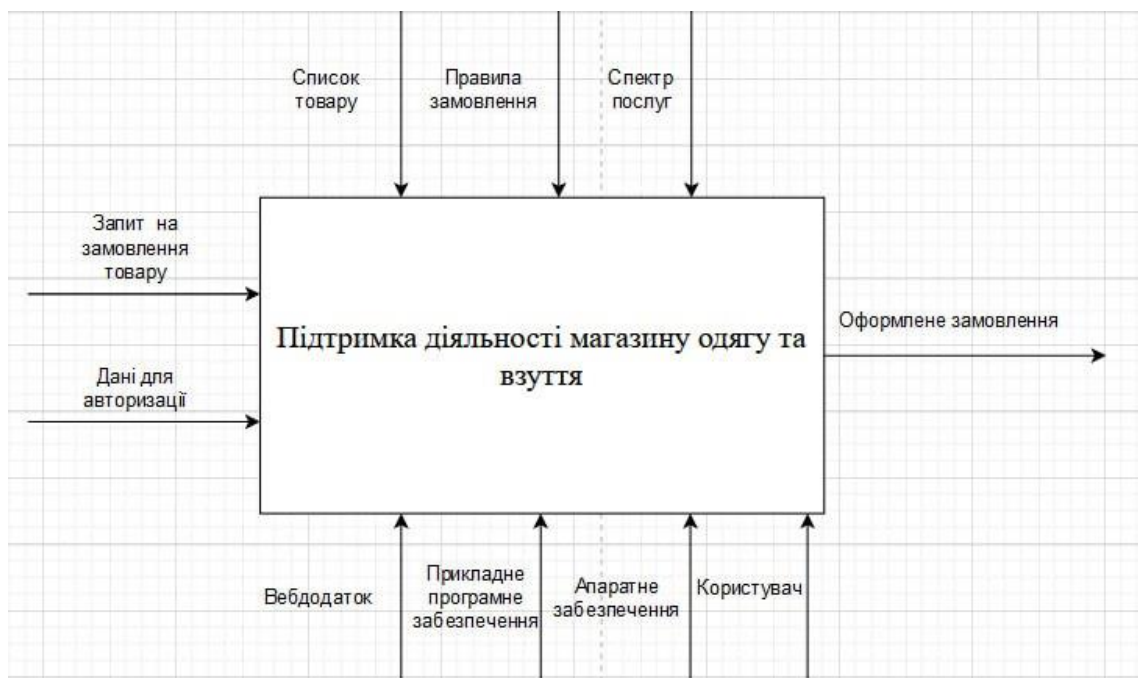 Список
товару
Правила
замовлення
Спектр
послуг
Запит на
замовлення
товару
Дані для
авторизації
Підтримка діяльності магазину одягу та
взуття
Оформлене замовлення
Вебдодаток
Прикладне
програмне
забезпечення
Апаратне
забезпечення
Користувач